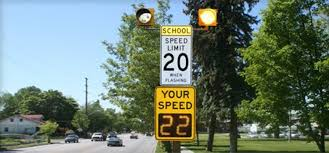 SCHOOL
SPEED
LIMIT
20
WHEN
FLASHING
YOUR
SPEED
22